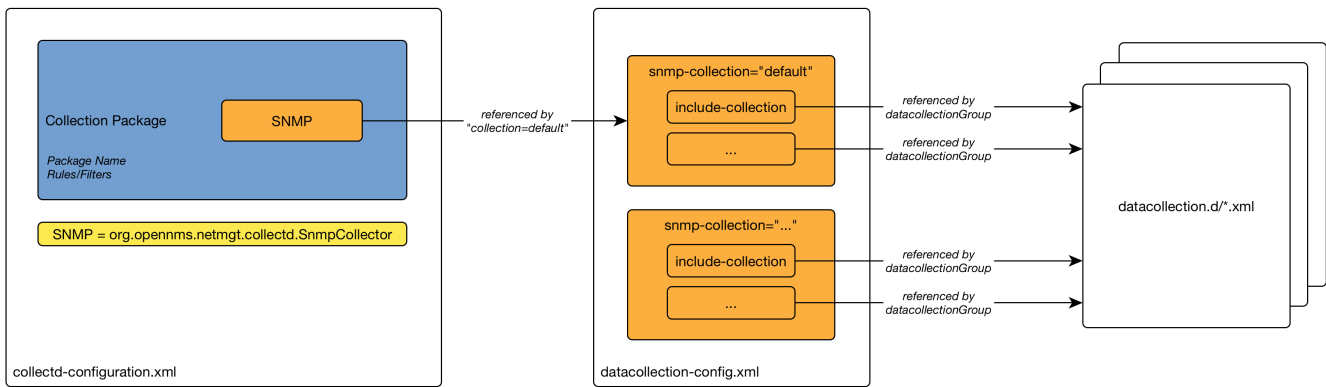 Collection Package
SNMP
Package Name
Rules/Filters
SNMP = org.opennms.netmgt.collectd.SnmpCollector
collectd-configuration.xml
referenced by
"collection=default"
snmp-collection="default"
include-collection
...
snmp-collection="..."
include-collection
...
datacollection-config.xml
referenced by
datacollectionGroup
referenced by
datacollectionGroup
referenced by
datacollectionGroup
referenced by
datacollectionGroup
datacollection.d/*.xml